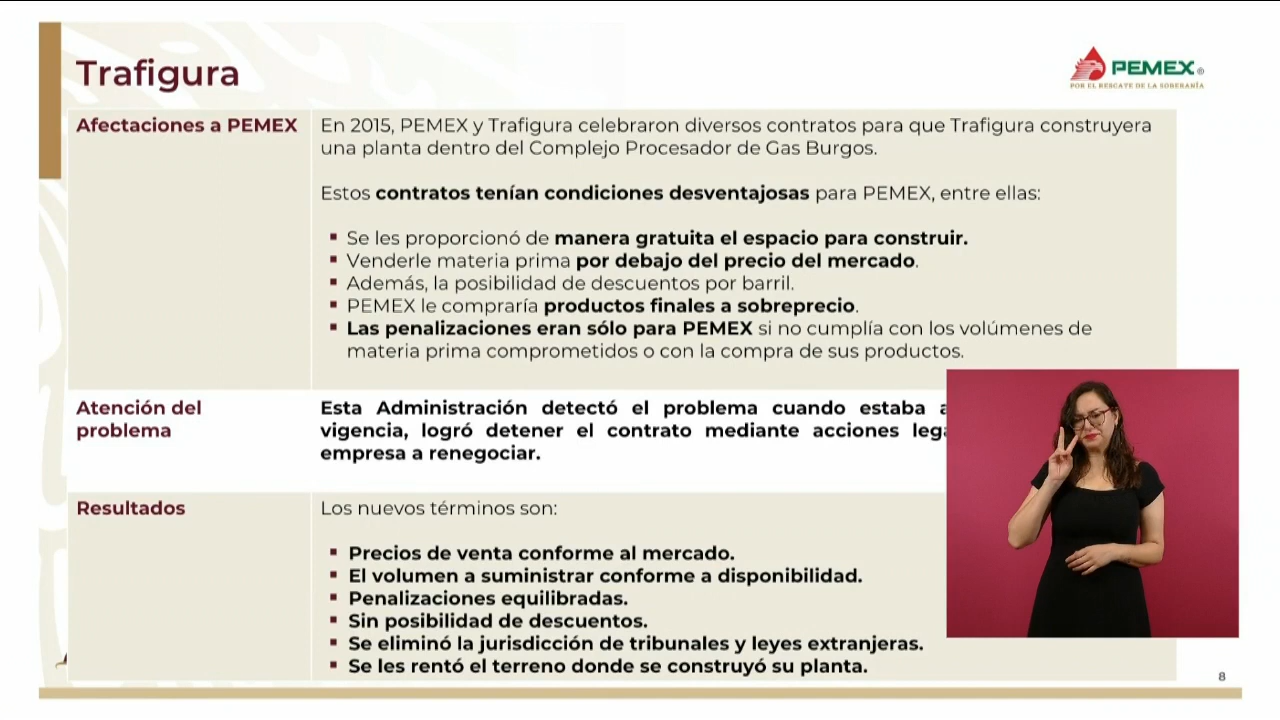 Trafigura
PEMEX®
POR EL RESCATE DE LA SOBERANÍA
Afectaciones a PEMEX
En 2015, PEMEX y Trafigura celebraron diversos contratos para que Trafigura construyera
una planta dentro del Complejo Procesador de Gas Burgos.
Estos contratos tenían condiciones desventajosas para PEMEX, entre ellas:
▪ Se les proporcionó de manera gratuita el espacio para construir.
▪ Venderle materia prima por debajo del precio del mercado.
▪ Además, la posibilidad de descuentos por barril.
▪ PEMEX le compraría productos finales a sobreprecio.
▪ Las penalizaciones eran sólo para PEMEX si no cumplía con los volúmenes de
materia prima comprometidos o con la compra de sus productos.
Atención del
problema
Esta Administración detectó el problema cuando estaba
vigencia, logró detener el contrato mediante acciones
empresa a renegociar.
Resultados
Los nuevos términos son:
▪ Precios de venta conforme al mercado.
▪ El volumen a suministrar conforme a disponibilidad.
▪ Penalizaciones equilibradas.
▪ Sin posibilidad de descuentos.
▪ Se eliminó la jurisdicción de tribunales y leyes extranjeras.
▪ Se les rentó el terreno donde se construyó su planta.
8